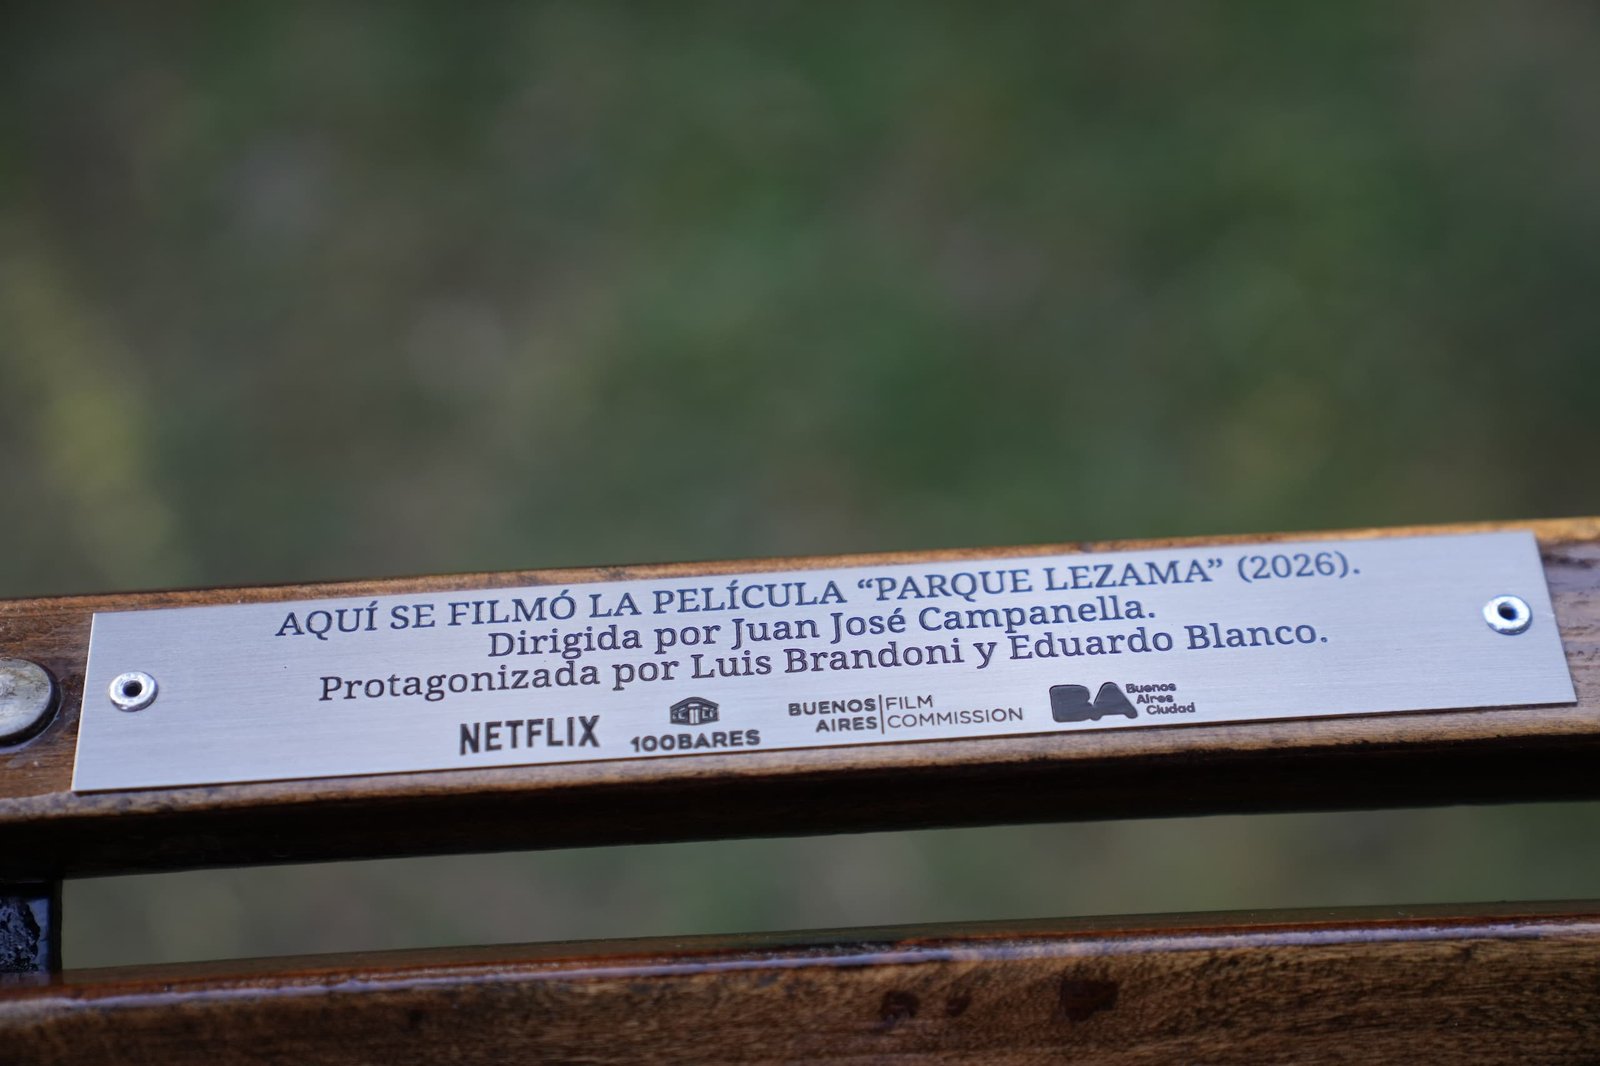 AQUÍ SE FILMÓ LA PELÍCULA “PARQUE LEZAMA” (2026).
Dirigida por Juan José Campanella.
Protagonizada por Luis Brandoni y Eduardo Blanco.
NETFLIX
100BARES
BUENOS AIRES
FILM COMMISSION
BA
Buenos
Aires
Ciudad